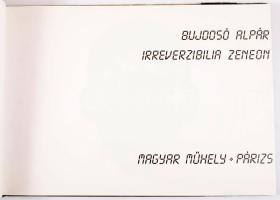 BUJDOSÓ ALPÁR
IRREVERZIBILIA ZENEON
MAGYAR MŰHELY • PÁRIZS